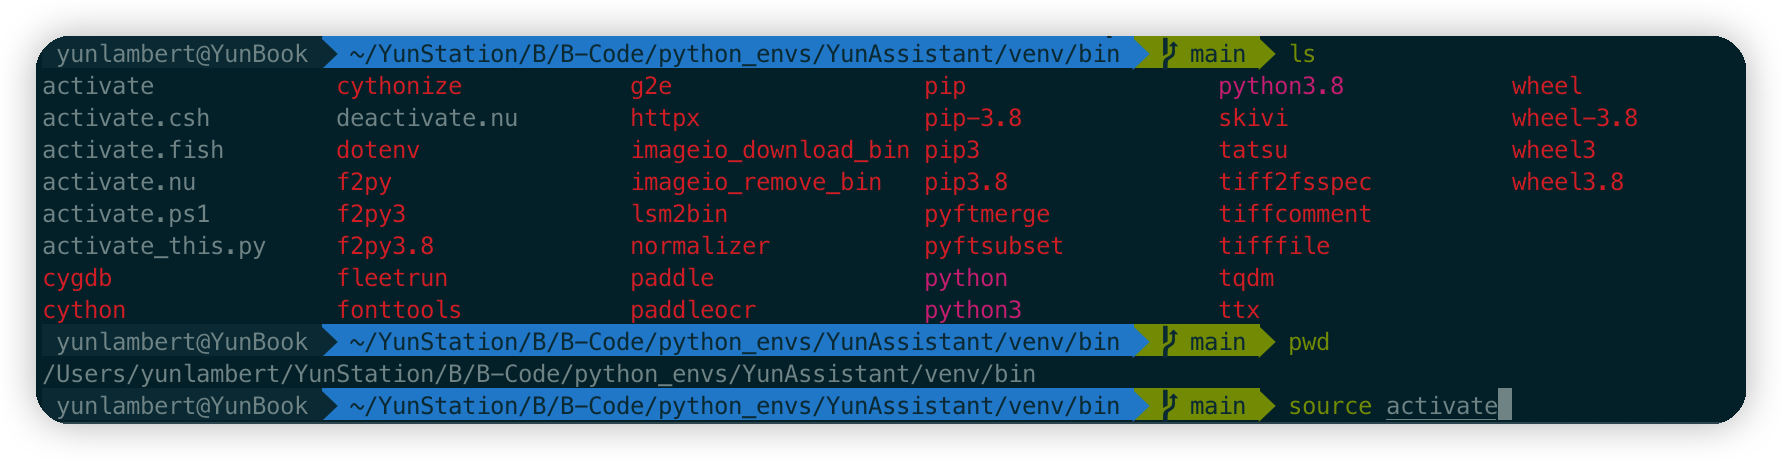 yunlambert@YunBook ~/YunStation/B/B-Code/python_envs/YunAssistant/venv/bin main ls
activate cythonize g2e pip python3.8 wheel
activate.csh deactivate.nu httpx pip-3.8 skivi wheel-3.8
activate.fish dotenv imageio_download_bin pip3 tatsu wheel3
activate.nu f2py imageio_remove_bin pip3.8 tiff2fsspec wheel3.8
activate.ps1 f2py3 lsm2bin pyftmerge tiffcomment
activate_this.py f2py3.8 normalizer pyftsubset tifffile
cygdb fleetrun paddle python tqdm
cython fonttools paddleocr python3 ttx
yunlambert@YunBook ~/YunStation/B/B-Code/python_envs/YunAssistant/venv/bin main pwd
/Users/yunlambert/YunStation/B/B-Code/python_envs/YunAssistant/venv/bin
yunlambert@YunBook ~/YunStation/B/B-Code/python_envs/YunAssistant/venv/bin main source activate